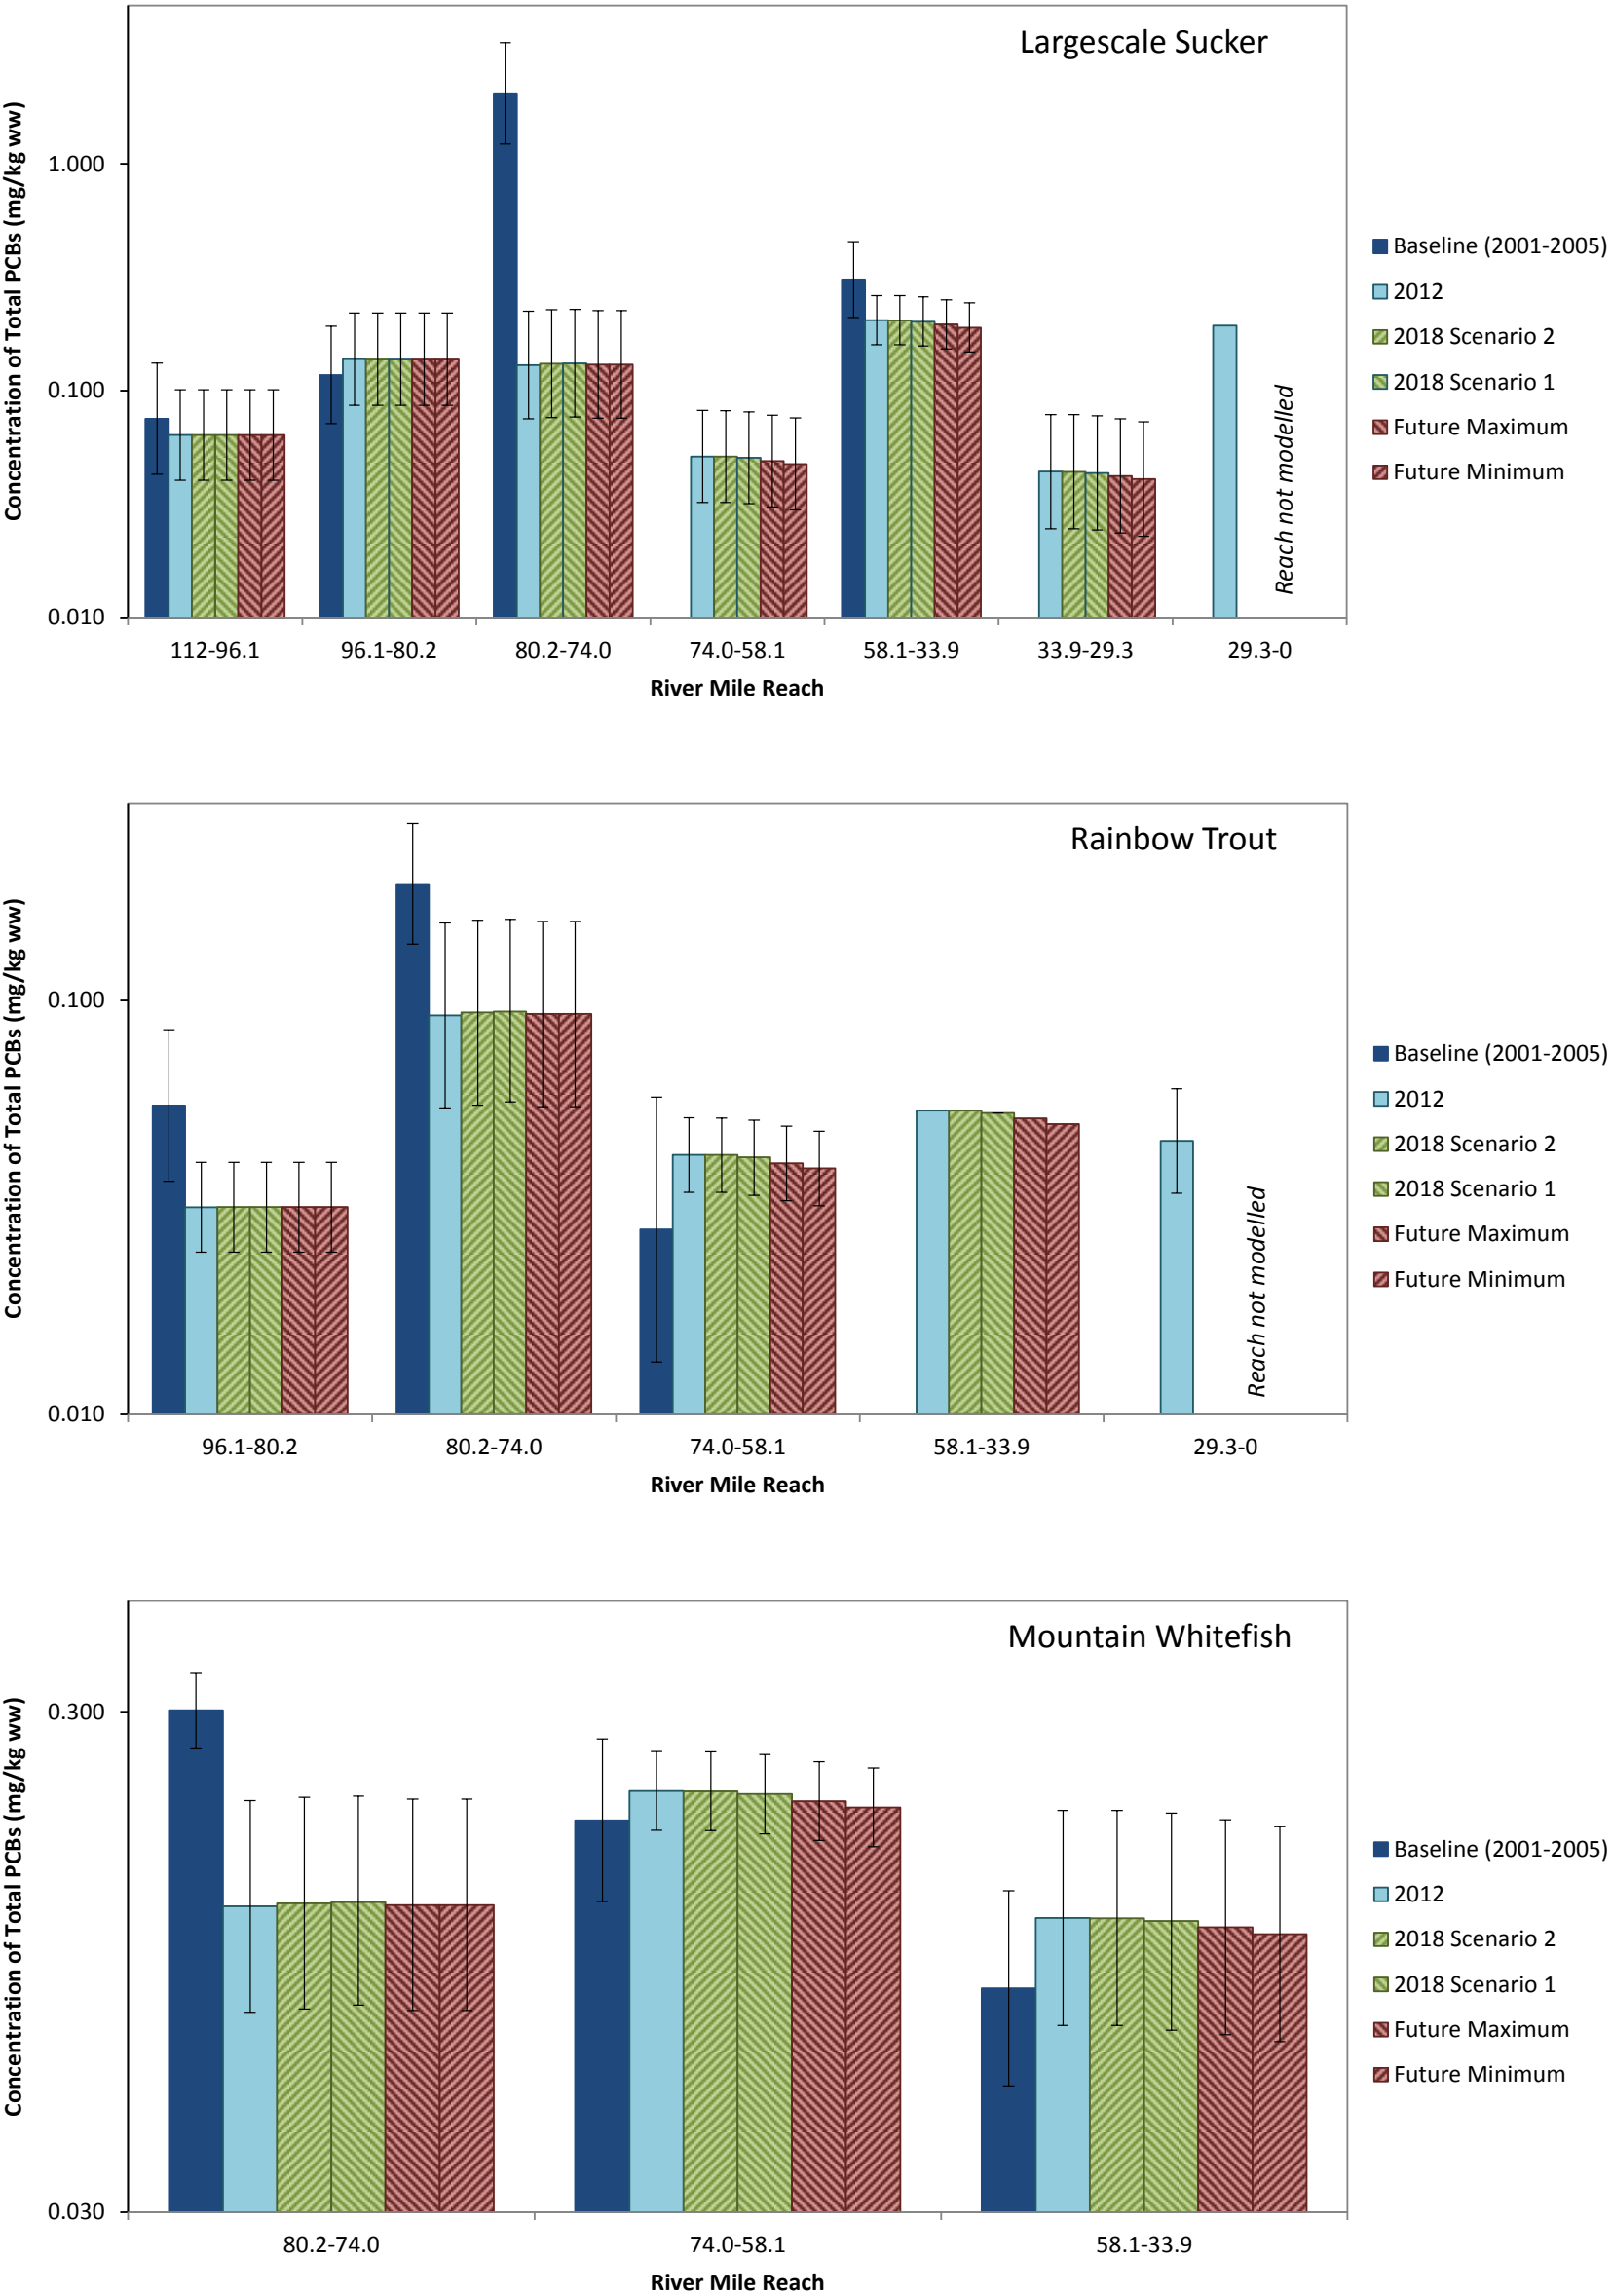 Largescale Sucker
Concentration of Total PCBs (mg/kg ww)
1.000
0.100
0.010
Reach not modelled
112-96.1
96.1-80.2
80.2-74.0
74.0-58.1
58.1-33.9
33.9-29.3
29.3-0
River Mile Reach
Baseline (2001-2005)
2012
2018 Scenario 2
2018 Scenario 1
Future Maximum
Future Minimum
Rainbow Trout
Concentration of Total PCBs (mg/kg ww)
0.100
0.010
Reach not modelled
96.1-80.2
80.2-74.0
74.0-58.1
58.1-33.9
29.3-0
River Mile Reach
Baseline (2001-2005)
2012
2018 Scenario 2
2018 Scenario 1
Future Maximum
Future Minimum
Mountain Whitefish
Concentration of Total PCBs (mg/kg ww)
0.300
0.030
80.2-74.0
74.0-58.1
58.1-33.9
River Mile Reach
Baseline (2001-2005)
2012
2018 Scenario 2
2018 Scenario 1
Future Maximum
Future Minimum